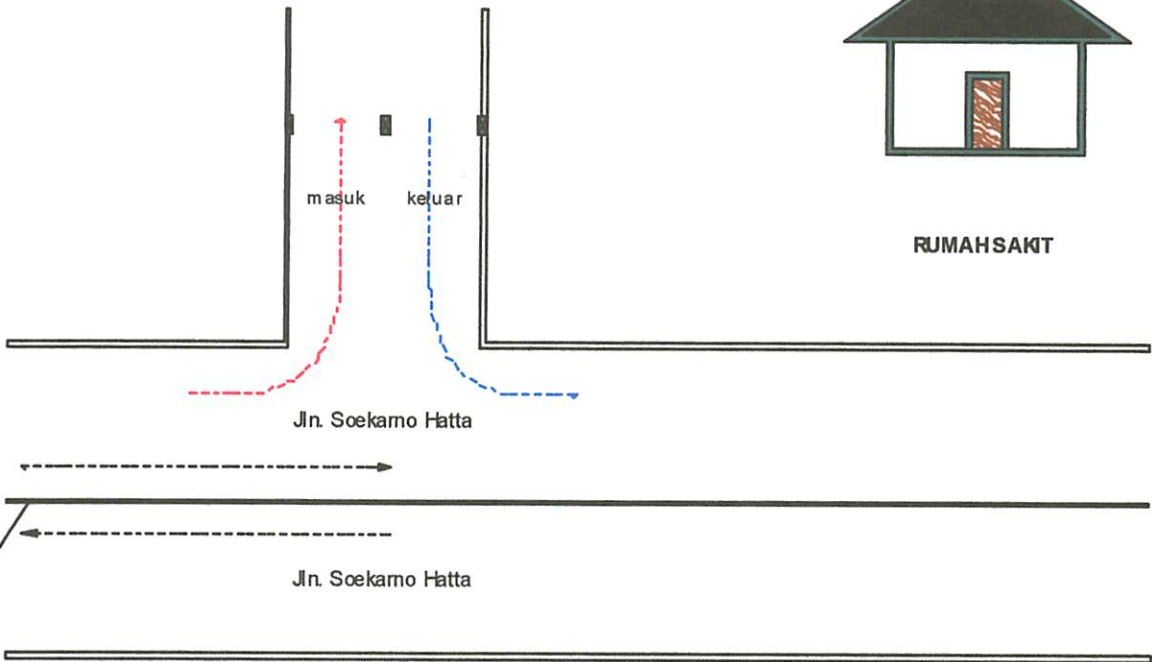 masuk
keluar
RUMAH SAKIT
Jln. Soekarno Hatta
Jln. Soekarno Hatta